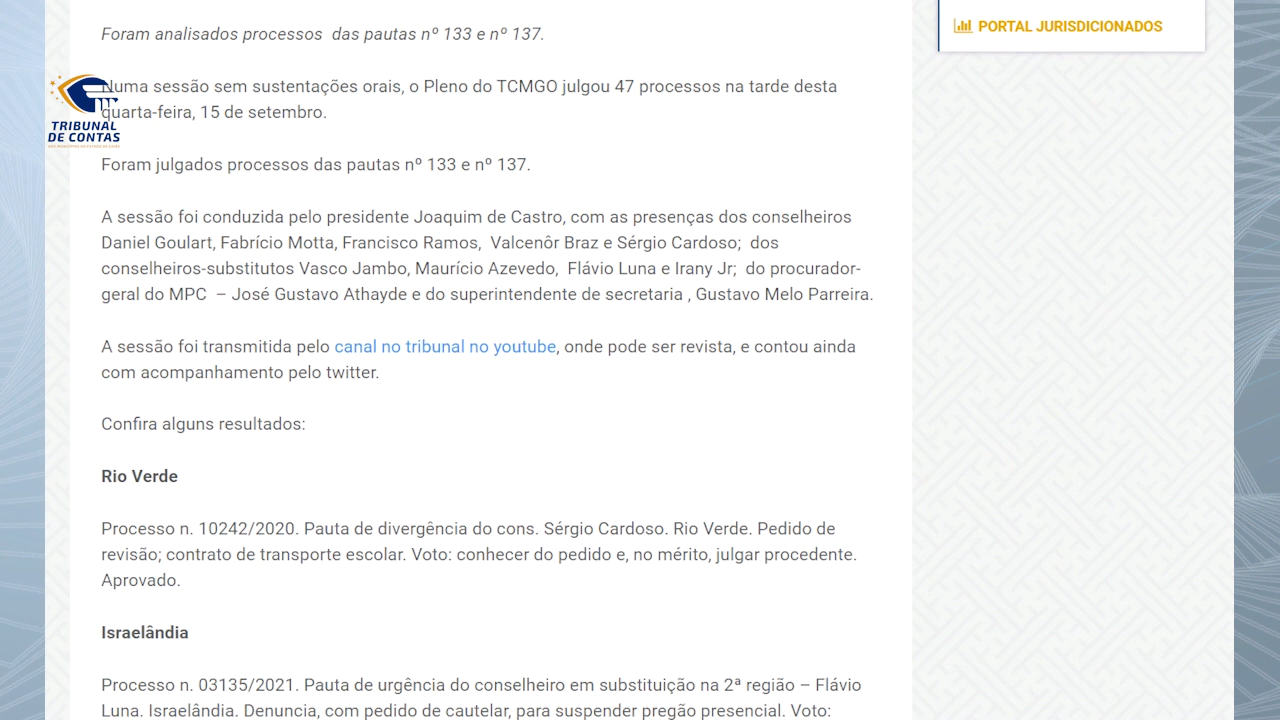 PORTAL JURISDICIONADOS
Foram analisados processos das pautas nº 133 e nº 137.
Numa sessão sem sustentações orais, o Pleno do TCMGO julgou 47 processos na tarde desta
quarta-feira, 15 de setembro.
TRIBUNAL
DE CONTAS
DOS MUNICÍPIOS DO ESTADO DE GOIÁS
Foram julgados processos das pautas nº 133 e nº 137.
A sessão foi conduzida pelo presidente Joaquim de Castro, com as presenças dos conselheiros
Daniel Goulart, Fabrício Motta, Francisco Ramos, Valcenôr Braz e Sérgio Cardoso; dos
conselheiros-substitutos Vasco Jambo, Maurício Azevedo, Flávio Luna e Irany Jr; do procurador-
geral do MPC – José Gustavo Athayde e do superintendente de secretaria , Gustavo Melo Parreira.
A sessão foi transmitida pelo canal no tribunal no youtube, onde pode ser revista, e contou ainda
com acompanhamento pelo twitter.
Confira alguns resultados:
Rio Verde
Processo n. 10242/2020. Pauta de divergência do cons. Sérgio Cardoso. Rio Verde. Pedido de
revisão; contrato de transporte escolar. Voto: conhecer do pedido e, no mérito, julgar procedente.
Aprovado.
Israelândia
Processo n. 03135/2021. Pauta de urgência do conselheiro em substituição na 2ª região – Flávio
Luna. Israelândia. Denuncia, com pedido de cautelar, para suspender pregão presencial. Voto: